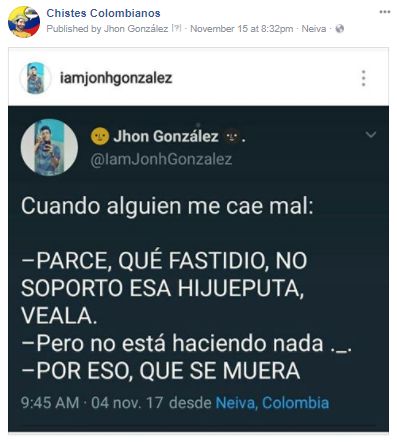 Chistes Colombianos
Published by Jhon González [?] · November 15 at 8:32pm · Neiva ·
iamjonhgonzalez
Jhon González .
@IamJonhGonzalez
Cuando alguien me cae mal:
–PARCE, QUÉ FASTIDIO, NO
SOPORTO ESA HIJUEPUTA,
VEALA.
–Pero no está haciendo nada ._.
–POR ESO, QUE SE MUERA
9:45 AM · 04 nov. 17 desde Neiva, Colombia